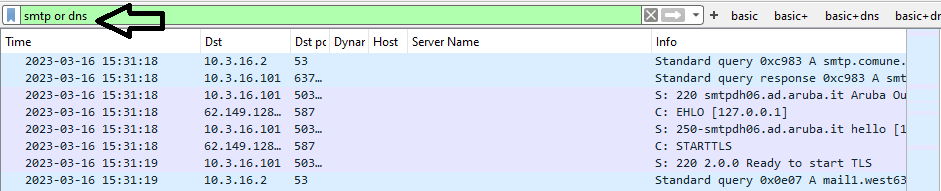 smtp or dns + basic basic+ basic+dns basic+dn
Time Dst Dst pc Dynar Host Server Name Info
2023-03-16 15:31:18 10.3.16.2 53 Standard query 0xc983 A smtp.comune.
2023-03-16 15:31:18 10.3.16.101 637… Standard query response 0xc983 A smt
2023-03-16 15:31:18 10.3.16.101 503… S: 220 smtpdh06.ad.aruba.it Aruba Ou
2023-03-16 15:31:18 62.149.128… 587 C: EHLO [127.0.0.1]
2023-03-16 15:31:18 10.3.16.101 503… S: 250-smtpdh06.ad.aruba.it hello [1
2023-03-16 15:31:18 62.149.128… 587 C: STARTTLS
2023-03-16 15:31:19 10.3.16.101 503… S: 220 2.0.0 Ready to start TLS
2023-03-16 15:31:19 10.3.16.2 53 Standard query 0x0e07 A mail1.west63